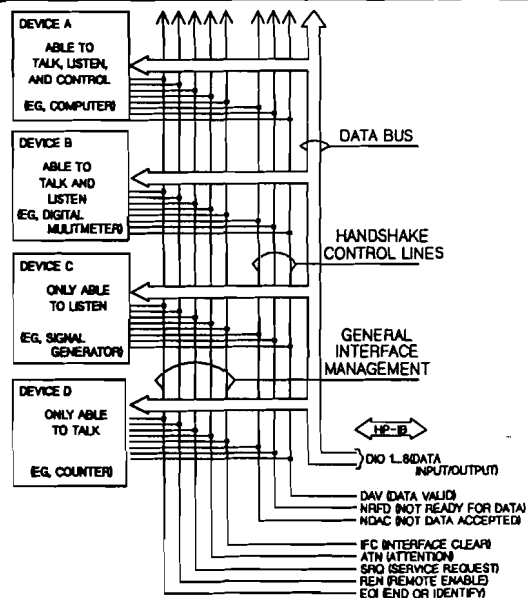 DEVICE A
ABLE TO
TALK, LISTEN,
AND CONTROL
(EG, COMPUTER)
DEVICE B
ABLE TO
TALK AND
LISTEN
(EG, DIGITAL
MULITMETER)
DEVICE C
ONLY ABLE
TO LISTEN
(EG, SIGNAL
GENERATOR)
DEVICE D
ONLY ABLE
TO TALK
(EG, COUNTER)
DATA BUS
HANDSHAKE
CONTROL LINES
GENERAL
INTERFACE
MANAGEMENT
HP-IB
DIO 1...8(DATA
INPUT/OUTPUT)
DAV (DATA VALID)
NRFD (NOT READY FOR DATA)
NDAC (NOT DATA ACCEPTED)
IFC (INTERFACE CLEAR)
ATN (ATTENTION)
SRQ (SERVICE REQUEST)
REN (REMOTE ENABLE)
EOI (END OR IDENTIFY)